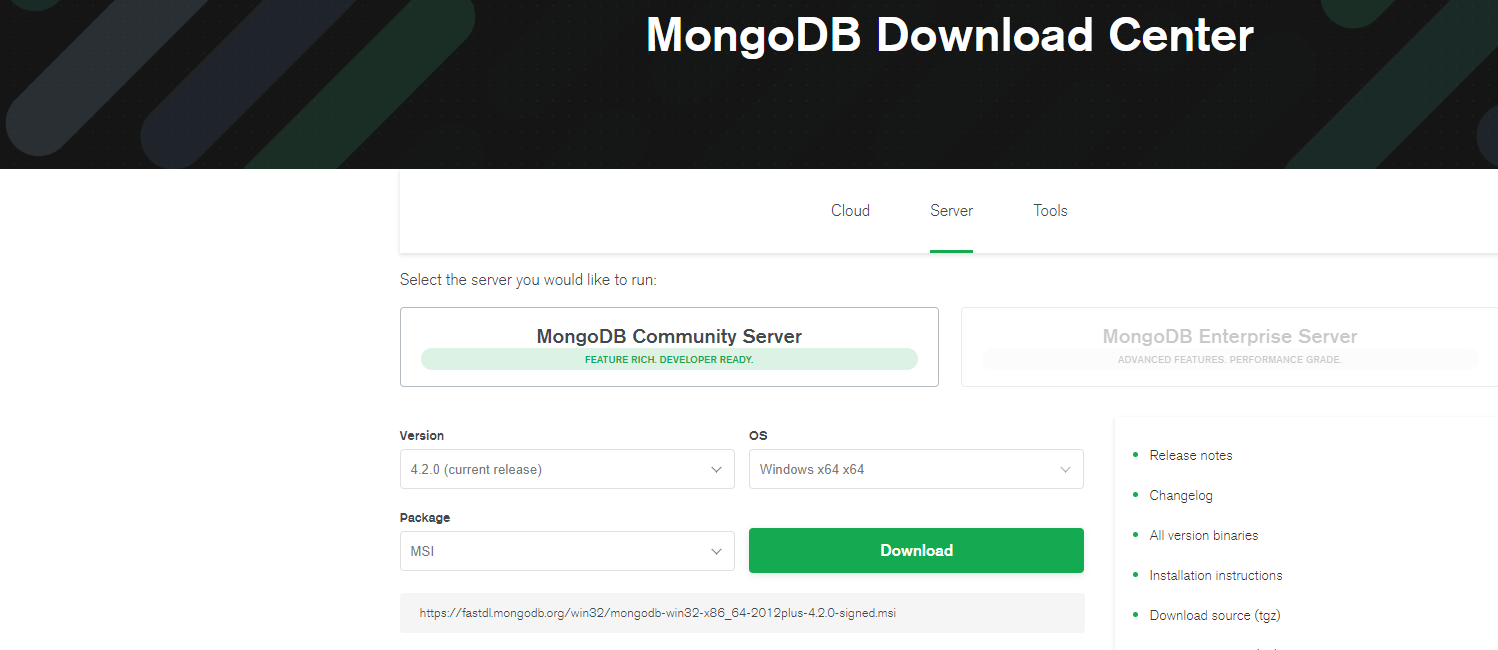 MongoDB Download Center
Cloud
Server
Tools
Select the server you would like to run:
MongoDB Community Server
FEATURE RICH. DEVELOPER READY.
MongoDB Enterprise Server
ADVANCED FEATURES. PERFORMANCE GRADE.
Version
4.2.0 (current release)
OS
Windows x64 x64
Package
MSI
Download
https://fastdl.mongodb.org/win32/mongodb-win32-x86_64-2012plus-4.2.0-signed.msi
Release notes
Changelog
All version binaries
Installation instructions
Download source (tgz)